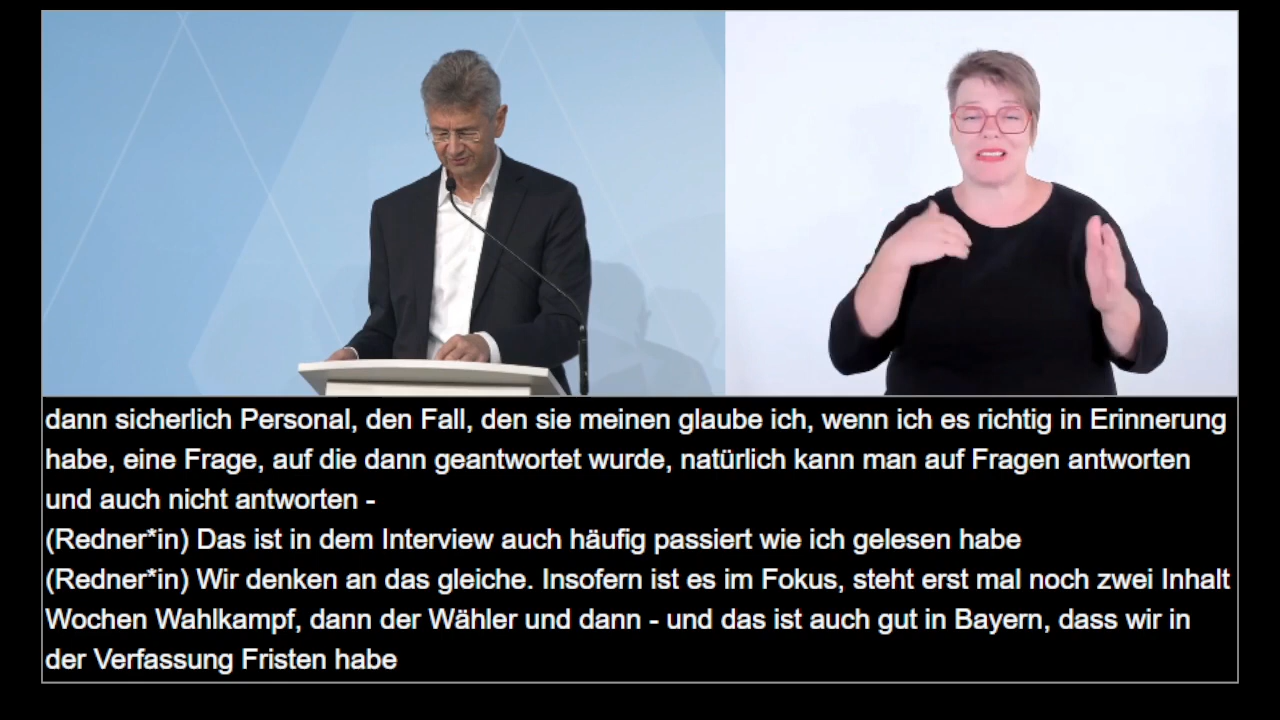 dann sicherlich Personal, den Fall, den sie meinen glaube ich, wenn ich es richtig in Erinnerung
habe, eine Frage, auf die dann geantwortet wurde, natürlich kann man auf Fragen antworten
und auch nicht antworten -
(Redner*in) Das ist in dem Interview auch häufig passiert wie ich gelesen habe
(Redner*in) Wir denken an das gleiche. Insofern ist es im Fokus, steht erst mal noch zwei Inhalt
Wochen Wahlkampf, dann der Wähler und dann - und das ist auch gut in Bayern, dass wir in
der Verfassung Fristen habe